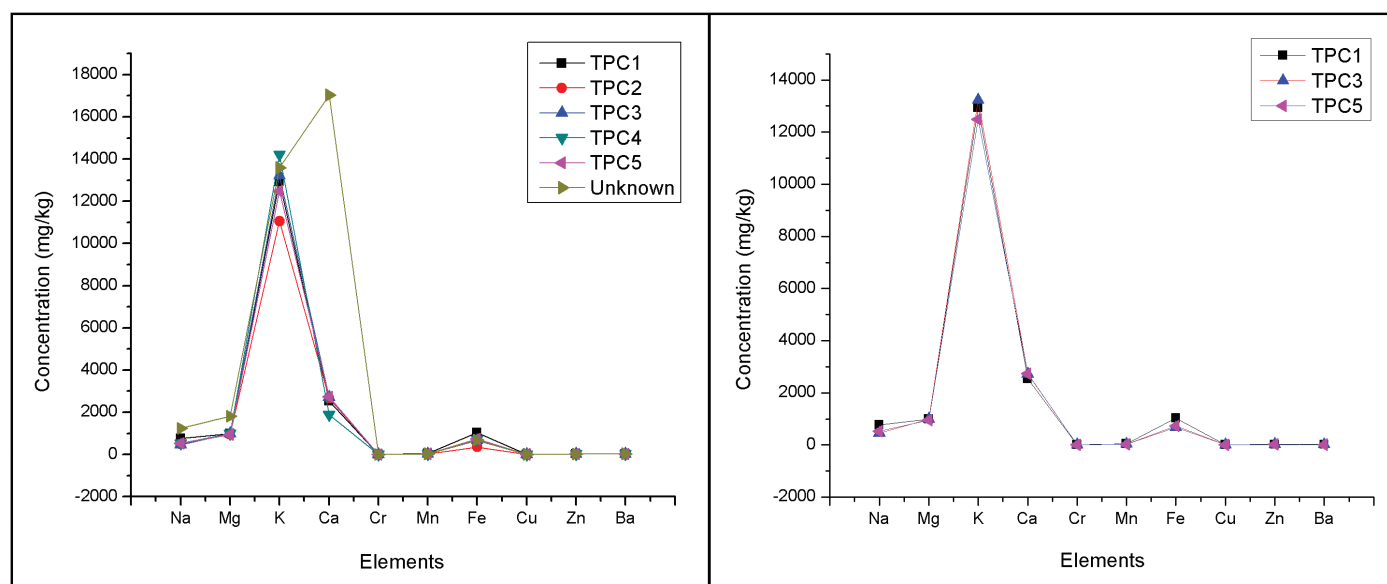 TPC1
TPC2
TPC3
TPC4
TPC5
Unknown
18000
16000
14000
12000
10000
8000
6000
4000
2000
0
-2000
Concentration (mg/kg)
Na Mg K Ca Cr Mn Fe Cu Zn Ba
Elements
TPC1
TPC3
TPC5
14000
12000
10000
8000
6000
4000
2000
0
-2000
Concentration (mg/kg)
Na Mg K Ca Cr Mn Fe Cu Zn Ba
Elements